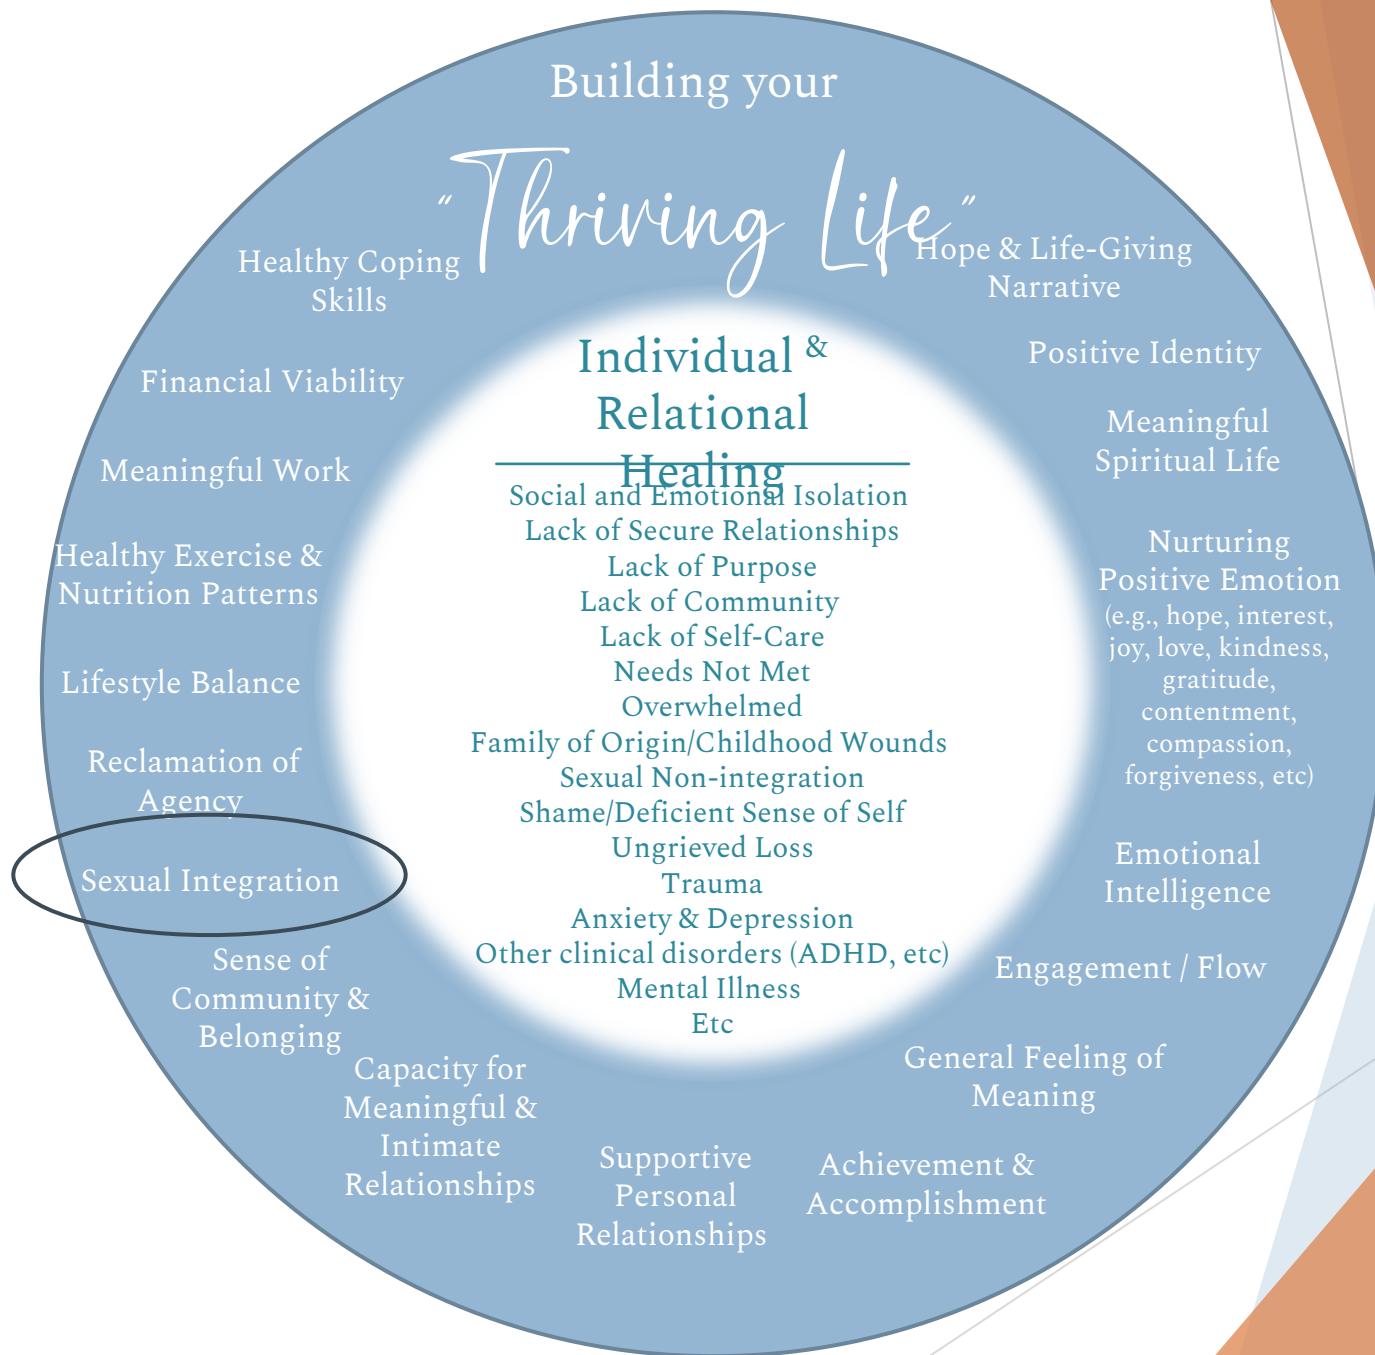 Building your
“Thriving Life”
Healthy Coping
Skills
Financial Viability
Meaningful Work
Healthy Exercise &
Nutrition Patterns
Lifestyle Balance
Reclamation of
Agency
Sexual Integration
Sense of
Community &
Belonging
Capacity for
Meaningful &
Intimate
Relationships
Supportive
Personal
Relationships
Achievement &
Accomplishment
General Feeling of
Meaning
Engagement / Flow
Emotional
Intelligence
Nurturing
Positive Emotion
(e.g., hope, interest,
joy, love, kindness,
gratitude,
contentment,
compassion,
forgiveness, etc)
Meaningful
Spiritual Life
Positive Identity
Hope & Life-Giving
Narrative
Individual &
Relational
Healing
Social and Emotional Isolation
Lack of Secure Relationships
Lack of Purpose
Lack of Community
Lack of Self-Care
Needs Not Met
Overwhelmed
Family of Origin/Childhood Wounds
Sexual Non-integration
Shame/Deficient Sense of Self
Ungrieved Loss
Trauma
Anxiety & Depression
Other clinical disorders (ADHD, etc)
Mental Illness
Etc